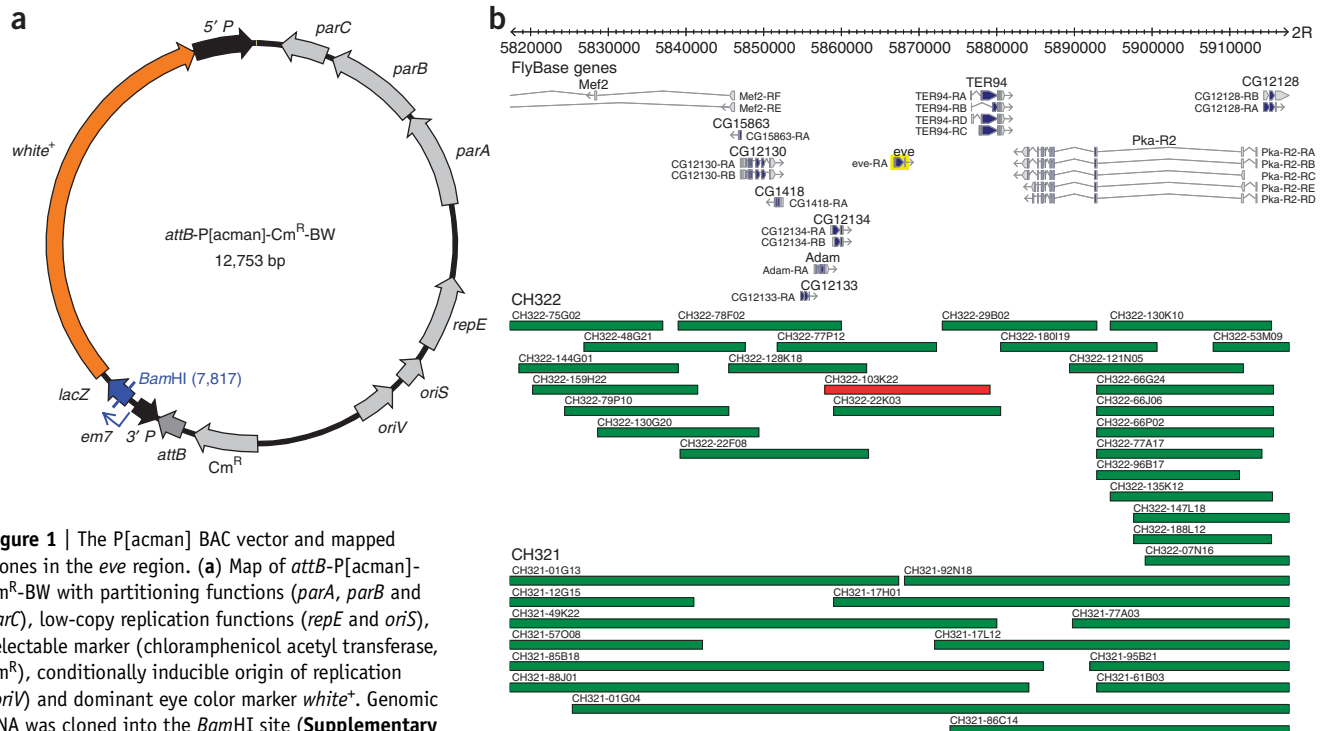 a
5′ P
parC
parB
parA
repE
oriS
oriV
CmR
attB
3′ P
em7
lacZ
BamHI (7,817)
white+
attB-P[acman]-CmR-BW
12,753 bp
gure 1 | The P[acman] BAC vector and mapped
ones in the eve region. (a) Map of attB-P[acman]-
mR-BW with partitioning functions (parA, parB and
arC), low-copy replication functions (repE and oriS),
electable marker (chloramphenicol acetyl transferase,
mR), conditionally inducible origin of replication
oriV) and dominant eye color marker white+. Genomic
NA was cloned into the BamHI site (Supplementary
b
5820000 5830000 5840000 5850000 5860000 5870000 5880000 5890000 5900000 5910000 2R
FlyBase genes
Mef2
Mef2-RF
Mef2-RE
CG15863
CG15863-RA
CG12130
CG12130-RA
CG12130-RB
CG1418
CG1418-RA
CG12134
CG12134-RA
CG12134-RB
Adam
Adam-RA
CG12133
CG12133-RA
eve
eve-RA
TER94
TER94-RA
TER94-RB
TER94-RD
TER94-RC
Pka-R2
Pka-R2-RA
Pka-R2-RB
Pka-R2-RC
Pka-R2-RE
Pka-R2-RD
CG12128
CG12128-RB
CG12128-RA
CH322
CH322-75G02 CH322-78F02 CH322-29B02 CH322-130K10
CH322-48G21 CH322-77P12 CH322-180I19 CH322-53M09
CH322-144G01 CH322-128K18 CH322-121N05
CH322-159H22 CH322-103K22 CH322-66G24
CH322-79P10 CH322-22K03 CH322-66J06
CH322-130G20 CH322-66P02
CH322-22F08 CH322-77A17
CH322-96B17
CH322-135K12
CH322-147L18
CH322-188L12
CH322-07N16
CH321
CH321-01G13 CH321-92N18
CH321-12G15 CH321-17H01
CH321-49K22 CH321-77A03
CH321-57O08 CH321-17L12
CH321-85B18 CH321-95B21
CH321-88J01 CH321-61B03
CH321-01G04
CH321-86C14